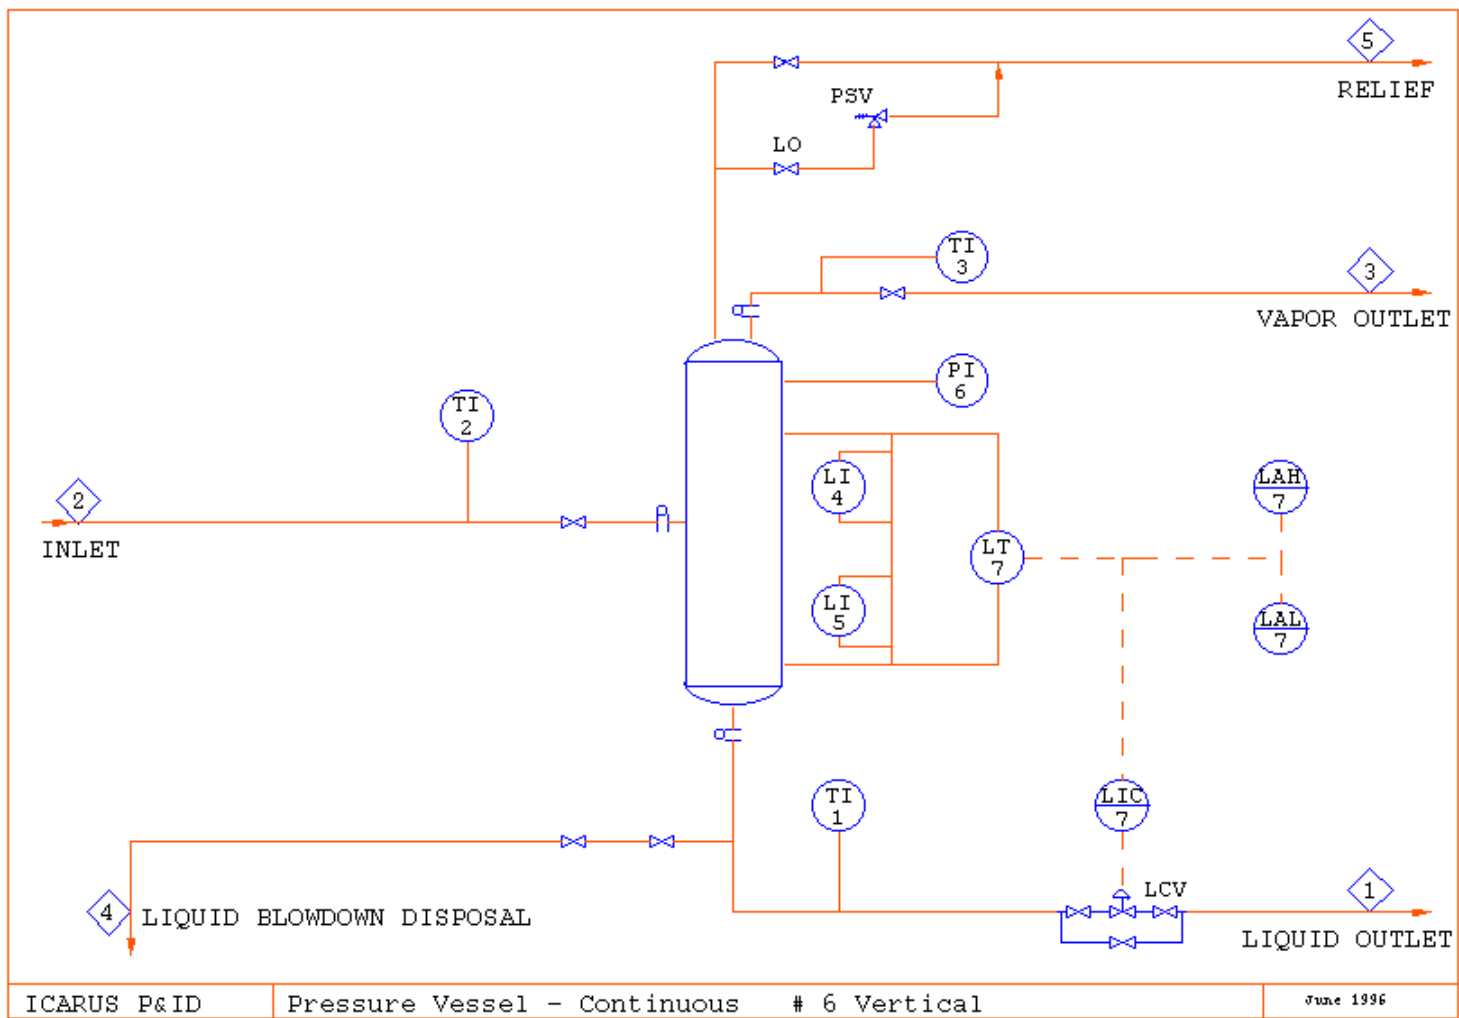 5
RELIEF
PSV
LO
TI
3
3
VAPOR OUTLET
PI
6
TI
2
LI
4
LAH
7
2
INLET
LT
7
LI
5
LAL
7
TI
1
LIC
7
LCV
1
4
LIQUID BLOWDOWN DISPOSAL
LIQUID OUTLET
ICARUS P&ID
Pressure Vessel - Continuous # 6 Vertical
June 1996